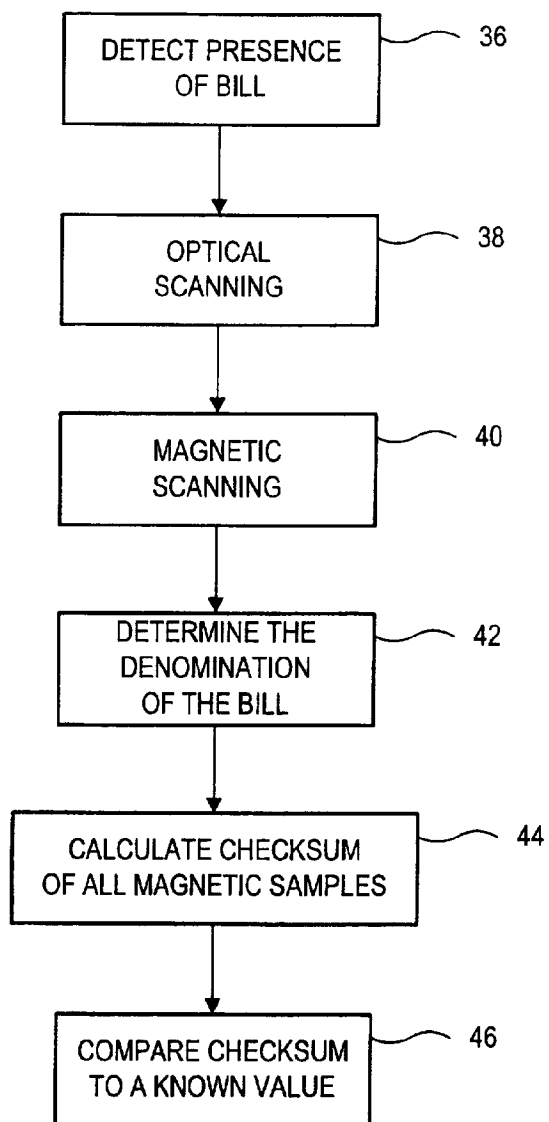 DETECT PRESENCE
OF BILL
36
OPTICAL
SCANNING
38
MAGNETIC
SCANNING
40
DETERMINE THE
DENOMINATION
OF THE BILL
42
CALCULATE CHECKSUM
OF ALL MAGNETIC SAMPLES
44
COMPARE CHECKSUM
TO A KNOWN VALUE
46